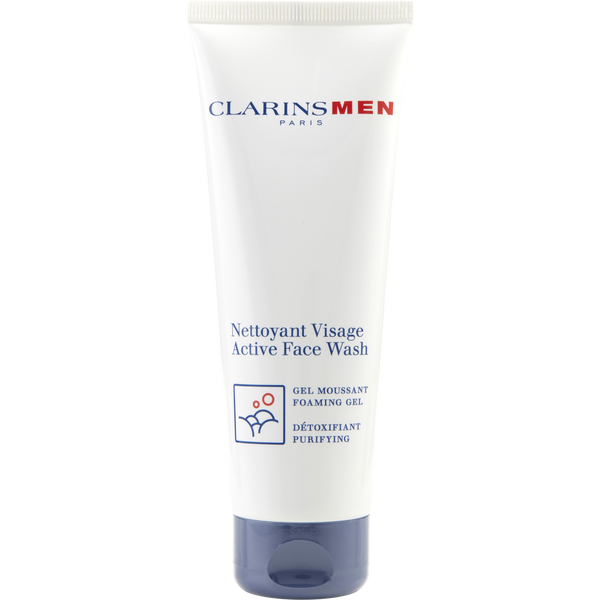 CLARINSMEN
PARIS
Nettoyant Visage
Active Face Wash
GEL MOUSSANT
FOAMING GEL
DÉTOXIFIANT
PURIFYING